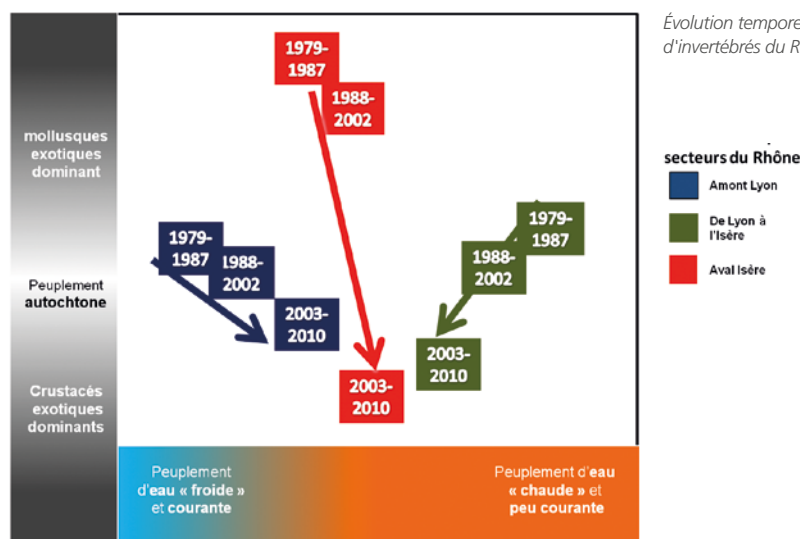 Évolution tempore
d'invertébrés du R
1979-
1987
1988-
2002
mollusques
exotiques
dominant
secteurs du Rhône
Amont Lyon
De Lyon à
l'Isère
Aval Isère
1979-
1987
1988-
2002
2003-
2010
1979-
1987
1988-
2002
2003-
2010
Peuplement
autochtone
2003-
2010
Crustacés
exotiques
dominants
Peuplement
d'eau « froide »
et courante
Peuplement d'eau
« chaude » et
peu courante